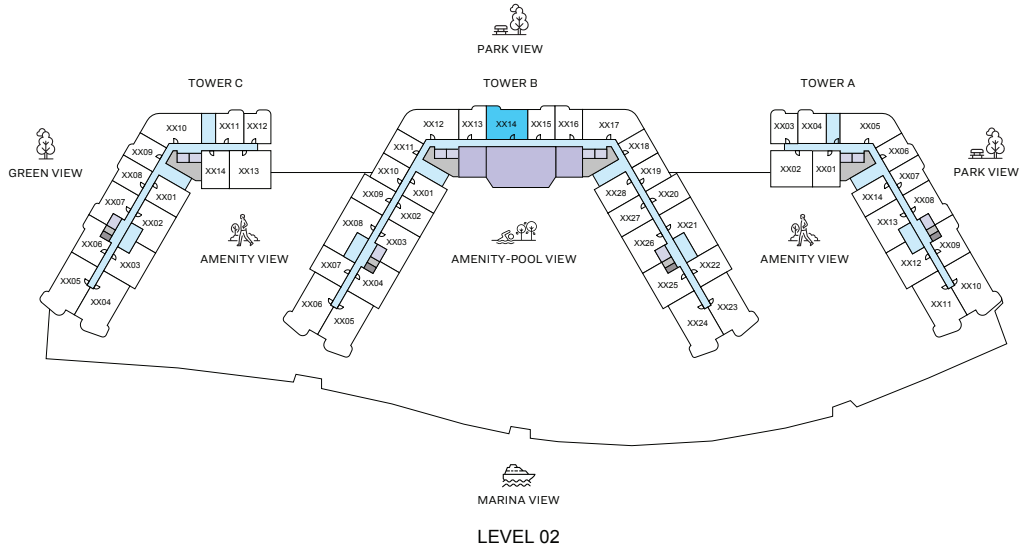 PARK VIEW
TOWER C
TOWER B
TOWER A
XX10
XX11
XX12
XX09
XX08
XX07
XX06
XX05
XX04
XX03
XX02
XX01
XX14
XX13
XX12
XX13
XX14
XX15
XX16
XX17
XX11
XX10
XX09
XX08
XX07
XX06
XX05
XX04
XX03
XX02
XX01
XX18
XX19
XX20
XX21
XX22
XX23
XX24
XX25
XX26
XX27
XX28
XX03
XX04
XX05
XX02
XX01
XX06
XX07
XX08
XX09
XX10
XX11
XX12
XX13
XX14
GREEN VIEW
PARK VIEW
AMENITY VIEW
AMENITY-POOL VIEW
AMENITY VIEW
MARINA VIEW
LEVEL 02